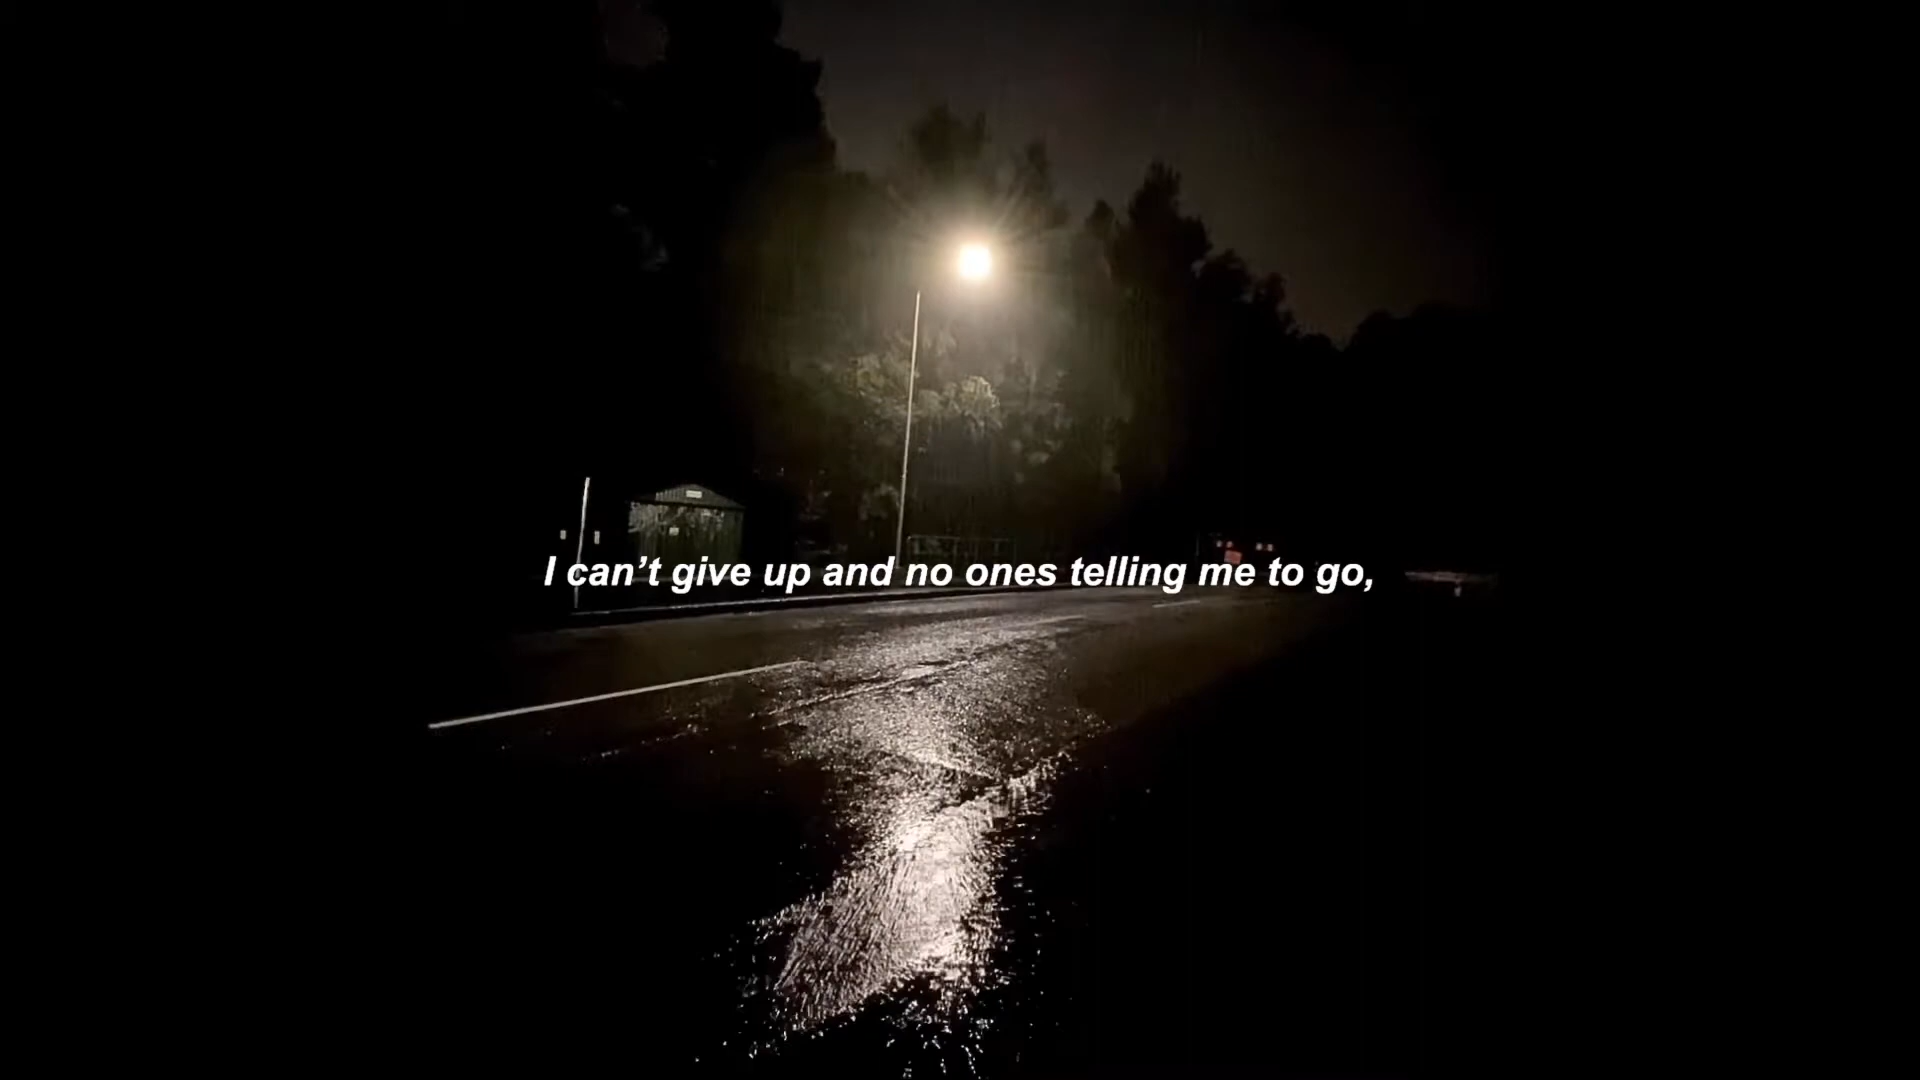 I can’t give up and no ones telling me to go,